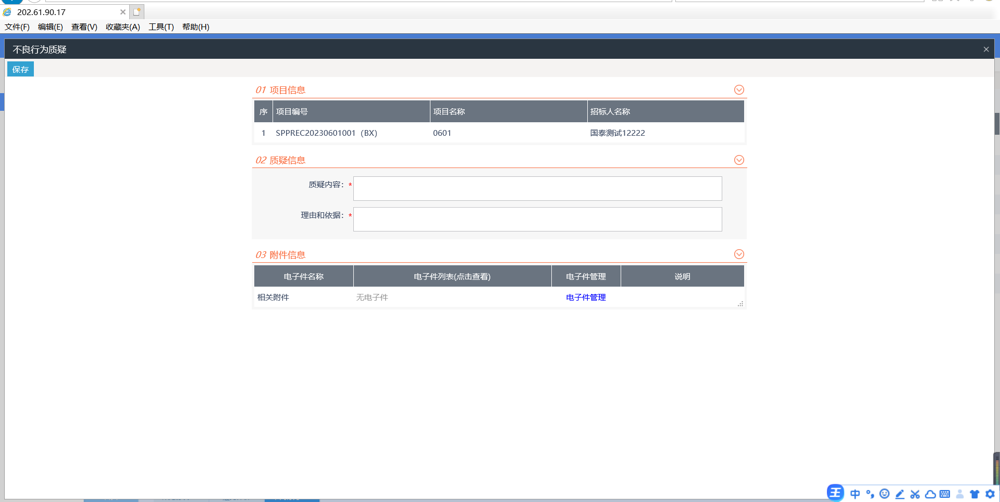 202.61.90.17
文件(F) 编辑(E) 查看(V) 收藏夹(A) 工具(T) 帮助(H)
不良行为质疑
保存
01 项目信息
序 项目编号 项目名称 招标人名称
1 SPPREC20230601001（BX） 0601 国泰测试12222
02 质疑信息
质疑内容：*
理由和依据：*
03 附件信息
电子件名称 电子件列表(点击查看) 电子件管理 说明
相关附件 无电子件 电子件管理
王 中